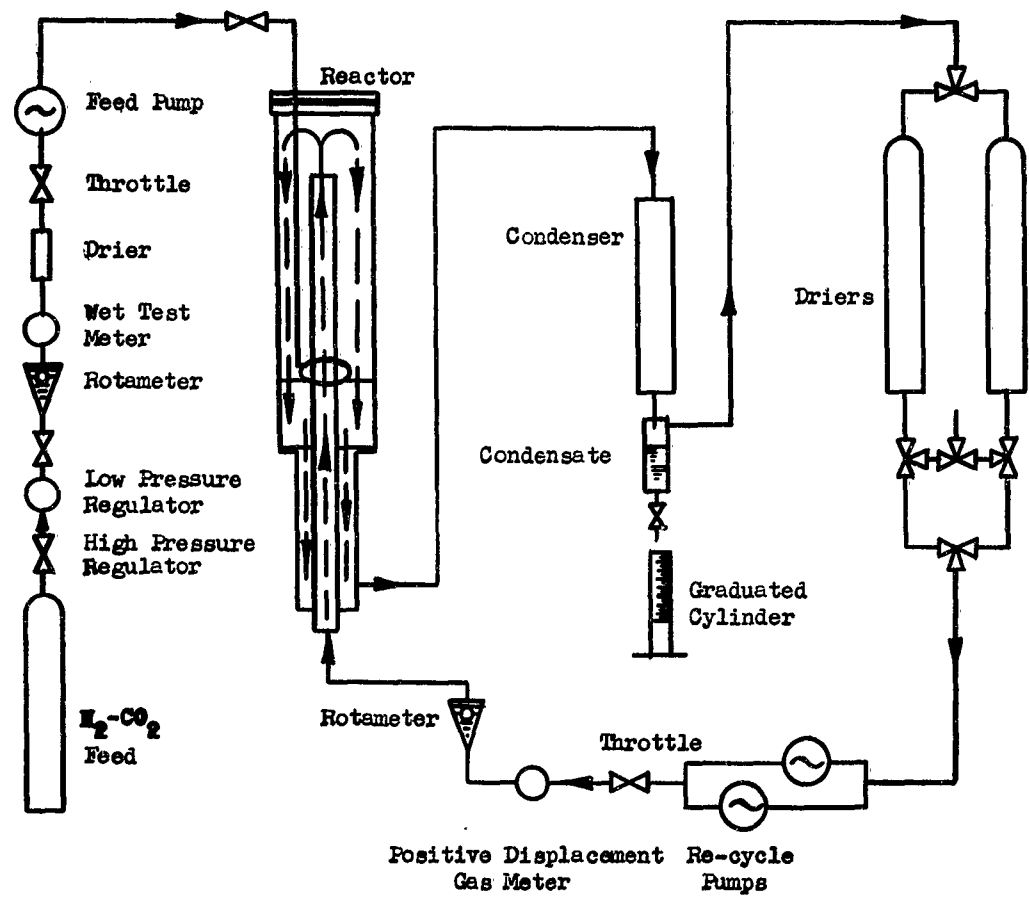 Reactor
Feed Pump
Throttle
Drier
Wet Test
Meter
Rotameter
Low Pressure
Regulator
High Pressure
Regulator
N2-CO2
Feed
Condenser
Condensate
Graduated
Cylinder
Driers
Rotameter
Throttle
Positive Displacement
Gas Meter
Re-cycle
Pumps